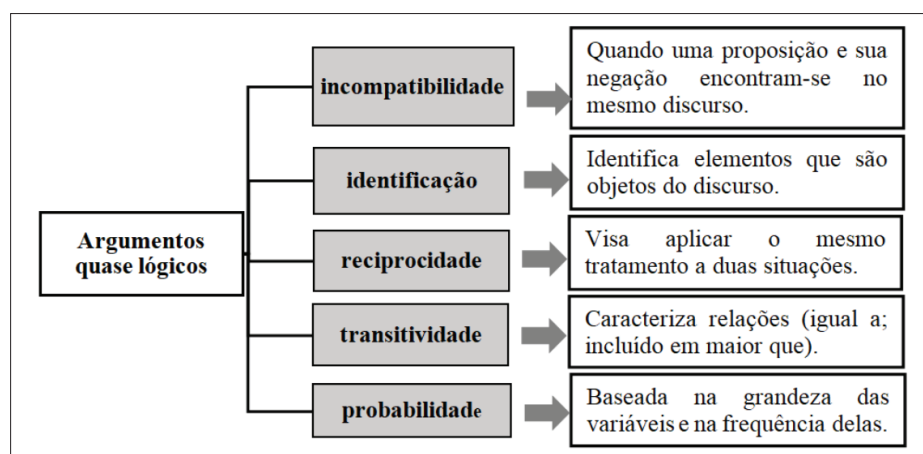 incompatibilidade
Quando uma proposição e sua
negação encontram-se no
mesmo discurso.
identificação
Identifica elementos que são
objetos do discurso.
Argumentos
quase lógicos
reciprocidade
Visa aplicar o mesmo
tratamento a duas situações.
transitividade
Caracteriza relações (igual a;
incluído em maior que).
probabilidade
Baseada na grandeza das
variáveis e na frequência delas.